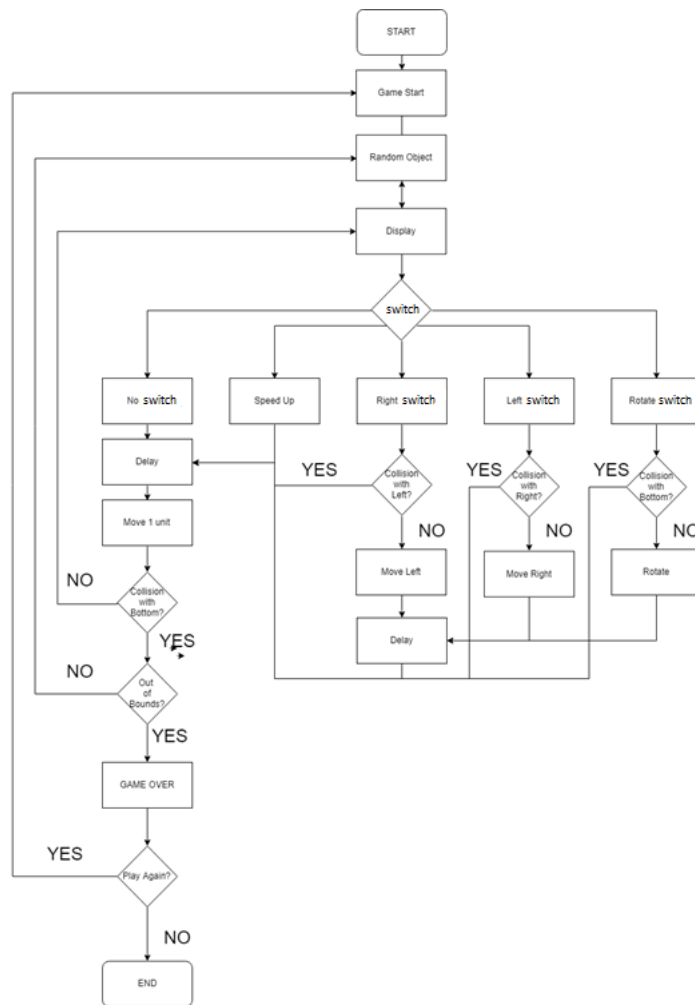 START
Game Start
Random Object
Display
switch
No switch
Speed Up
Right switch
Left switch
Rotate switch
Delay
YES
Collision
with
Left?
YES
Collision
with
Right?
YES
Collision
with
Bottom?
Move 1 unit
NO
NO
NO
Move Left
Move Right
Rotate
NO
Collision
with
Bottom?
Delay
YES
NO
Out
of
Bounds?
YES
GAME OVER
YES
Play Again?
NO
END